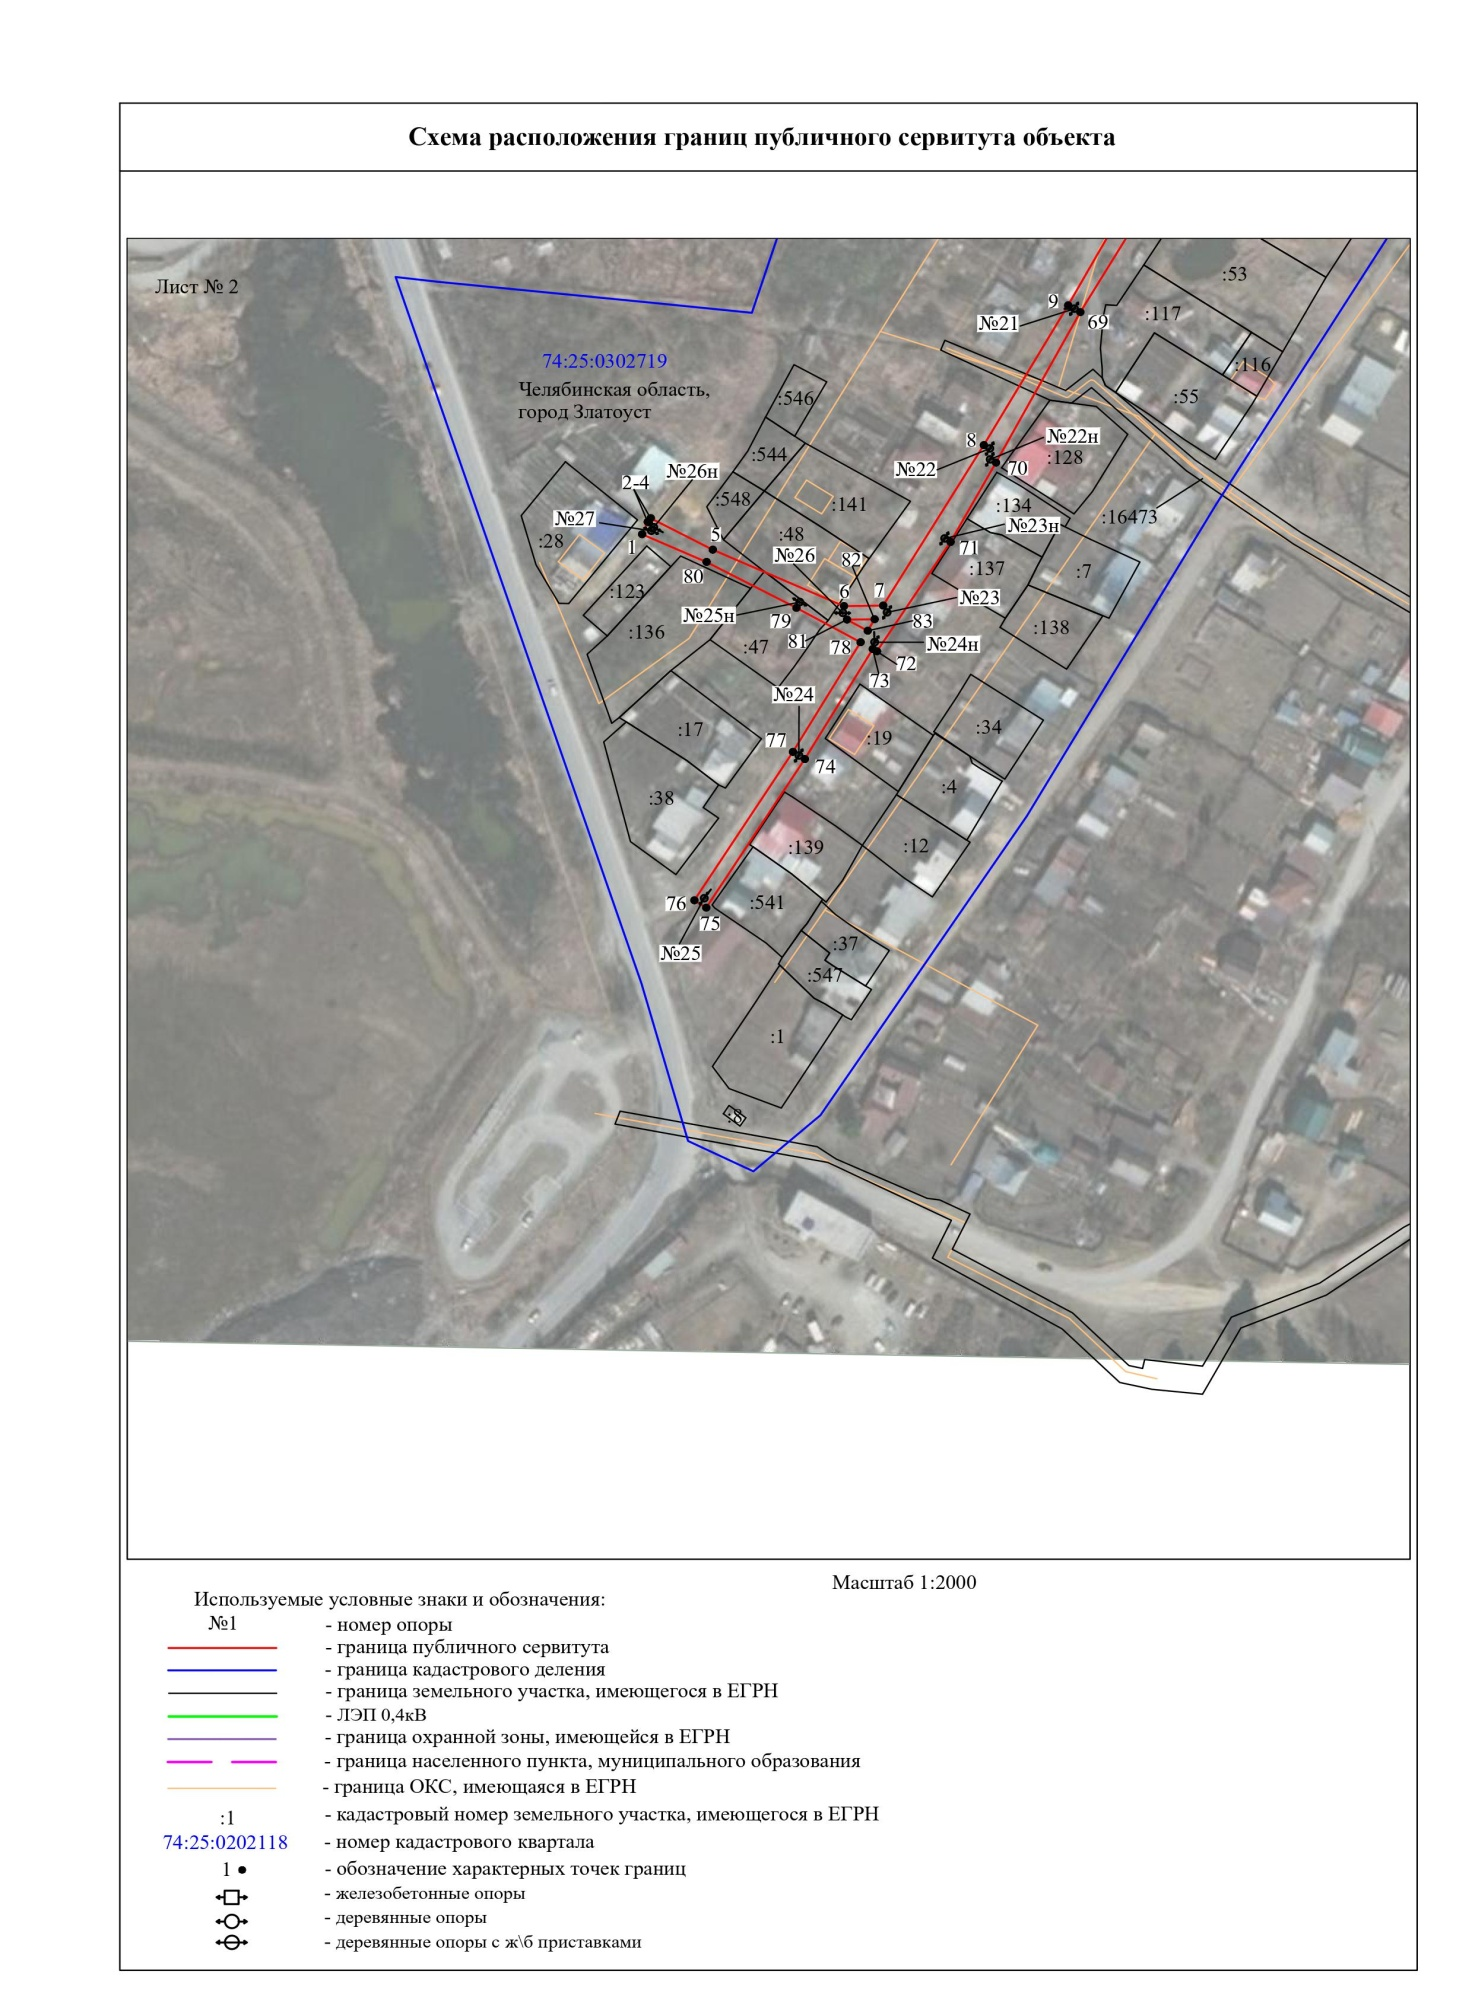 Схема расположения границ публичного сервитута объекта
Лист № 2
:53
9
№21
69
:117
74:25:0302719
Челябинская область,
город Златоуст
:116
:55
:546
8
№22н
:544
:128
№22
70
№26н
2-4
:548
:141
:134
:16473
№27
№23н
:28
1
5
:48
71
№26
82
:137
:7
80
:123
6
7
№23
№25н
79
83
:138
:136
81
78
№24н
:47
72
73
№24
:17
:34
77
:19
74
:4
:38
:139
:12
76
75
:541
№25
:37
:547
:1
:8
Масштаб 1:2000
Используемые условные знаки и обозначения:
№1 - номер опоры
- граница публичного сервитута
- граница кадастрового деления
- граница земельного участка, имеющегося в ЕГРН
- ЛЭП 0,4кВ
- граница охранной зоны, имеющейся в ЕГРН
- граница населенного пункта, муниципального образования
- граница ОКС, имеющаяся в ЕГРН
:1 - кадастровый номер земельного участка, имеющегося в ЕГРН
74:25:0202118 - номер кадастрового квартала
1 - обозначение характерных точек границ
- железобетонные опоры
- деревянные опоры
- деревянные опоры с ж\б приставками